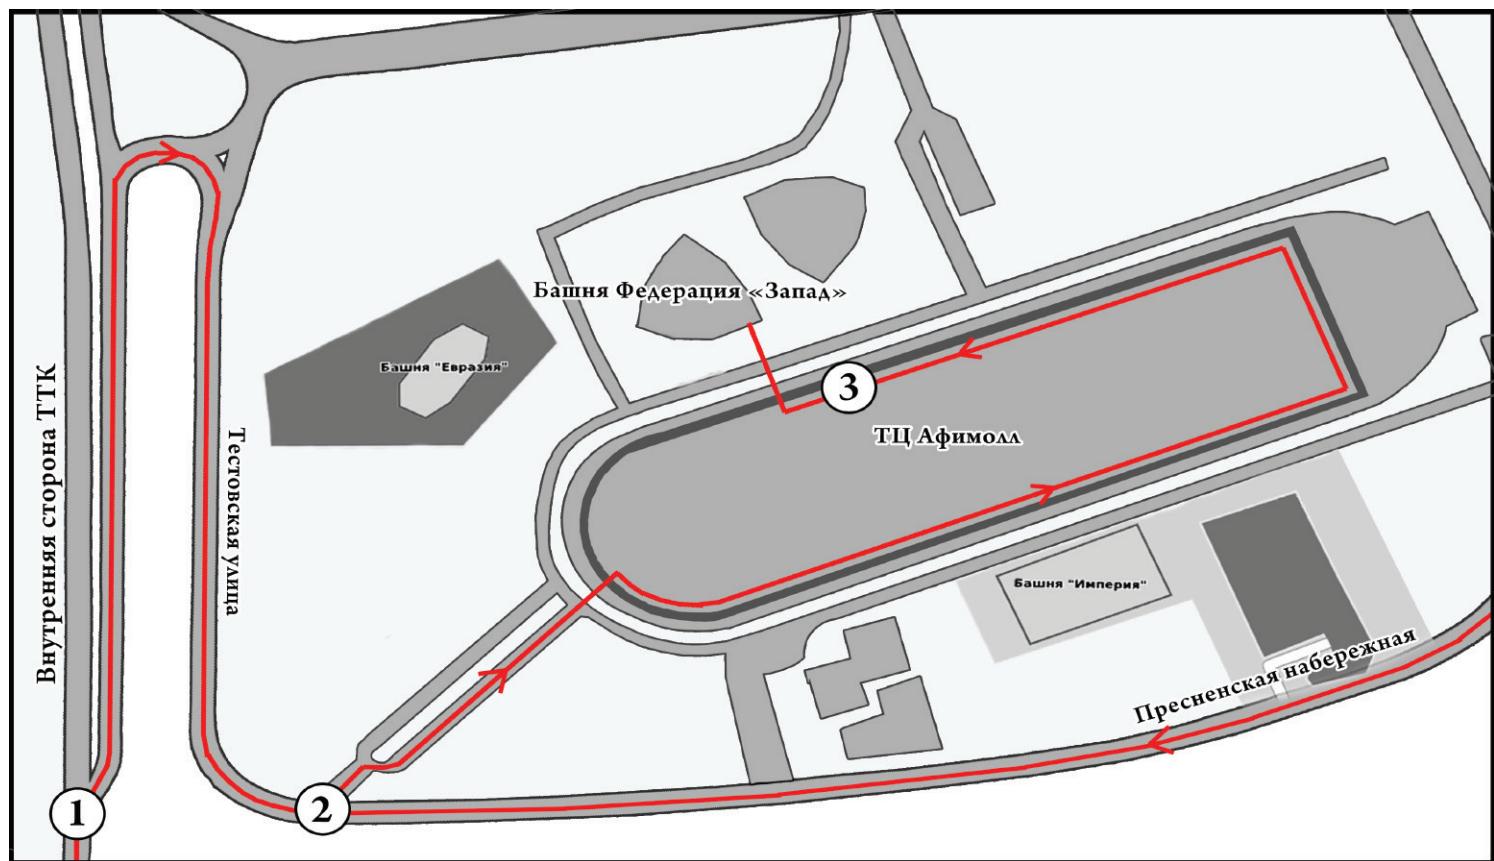 Башня Федерация «Запад»
Башня "Евразия"
3
ТЦ Афимолл
Внутренняя сторона ТТК
Тестовская улица
Башня "Империя"
Пресненская набережная
1
2